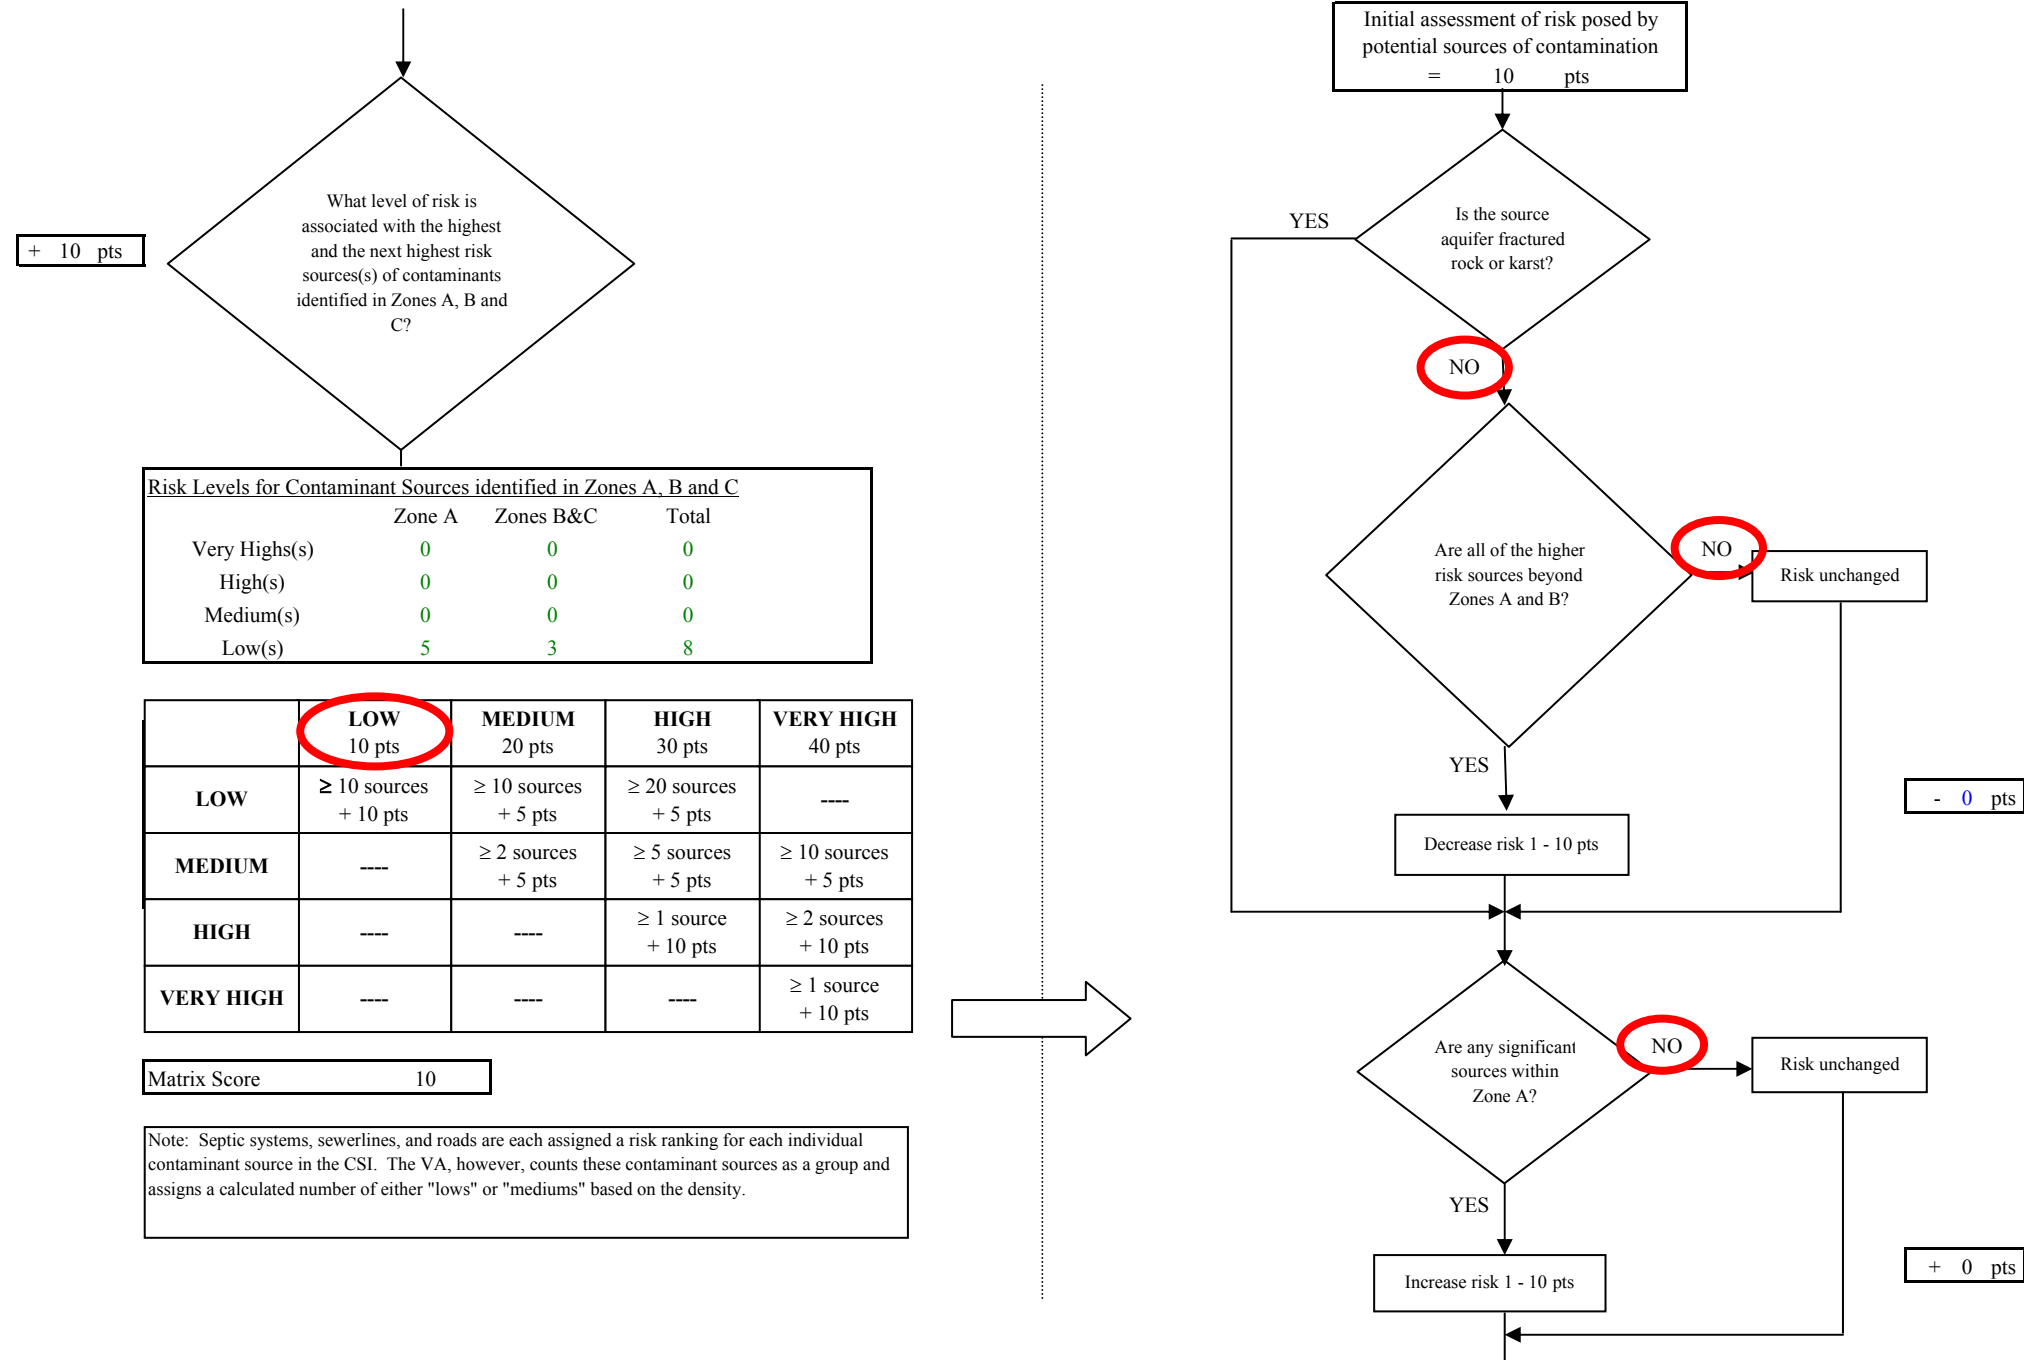 What level of risk is
associated with the highest
and the next highest risk
sources(s) of contaminants
identified in Zones A, B and
C?
+ 10 pts
Risk Levels for Contaminant Sources identified in Zones A, B and C
Zone A Zones B&C Total
Very Highs(s) 0 0 0
High(s) 0 0 0
Medium(s) 0 0 0
Low(s) 5 3 8
LOW MEDIUM HIGH VERY HIGH
10 pts 20 pts 30 pts 40 pts
LOW
≥ 10 sources ≥ 10 sources ≥ 20 sources ----
+ 10 pts + 5 pts + 5 pts
MEDIUM
---- ≥ 2 sources ≥ 5 sources ≥ 10 sources
+ 5 pts + 5 pts + 5 pts
HIGH
---- ---- ≥ 1 source ≥ 2 sources
+ 10 pts + 10 pts
VERY HIGH
---- ---- ---- ≥ 1 source
+ 10 pts
Matrix Score 10
Note: Septic systems, sewerlines, and roads are each assigned a risk ranking for each individual
contaminant source in the CSI. The VA, however, counts these contaminant sources as a group and
assigns a calculated number of either "lows" or "mediums" based on the density.
Initial assessment of risk posed by
potential sources of contamination
= 10 pts
Is the source
aquifer fractured
rock or karst?
YES
NO
Are all of the higher
risk sources beyond
Zones A and B?
NO
Risk unchanged
YES
Decrease risk 1 - 10 pts
- 0 pts
Are any significant
sources within
Zone A?
NO
Risk unchanged
YES
Increase risk 1 - 10 pts
+ 0 pts